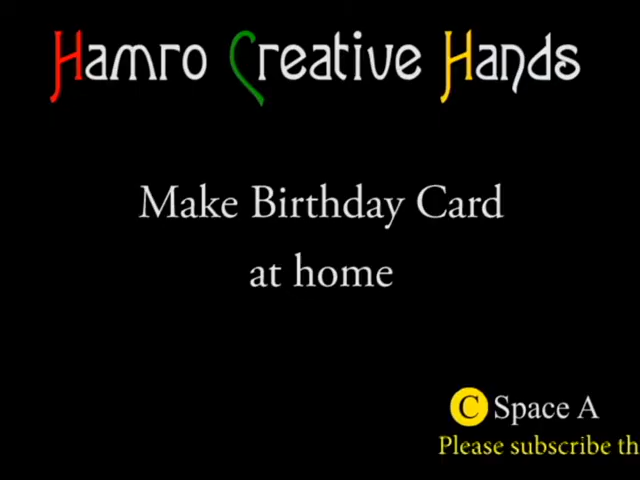 Hamro Creative Hands
Make Birthday Card
at home
C Space A
Please subscribe th